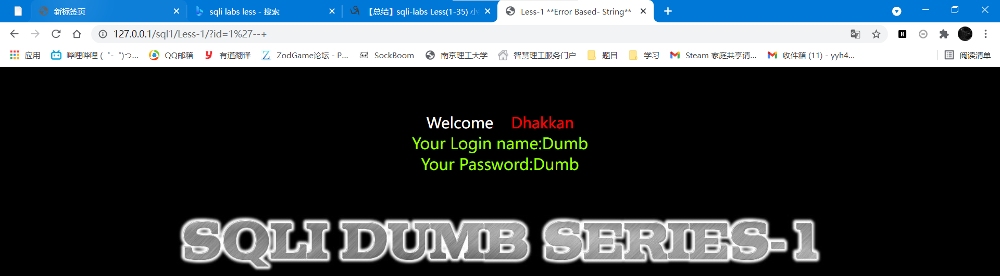 新标签页
sqli labs less - 搜索
【总结】sqli-labs Less(1-35) 小
Less-1 **Error Based- String**
127.0.0.1/sql1/Less-1/?id=1%27--+
应用
哔哩哔哩 ( ゜- ゜)つ...
QQ邮箱
有道翻译
ZodGame论坛 - P...
SockBoom
南京理工大学
智慧理工服务门户
题目
学习
Steam 家庭共享请...
收件箱 (11) - yyh4...
阅读清单
Welcome Dhakkan
Your Login name:Dumb
Your Password:Dumb
SQLI DUMB SERIES-1